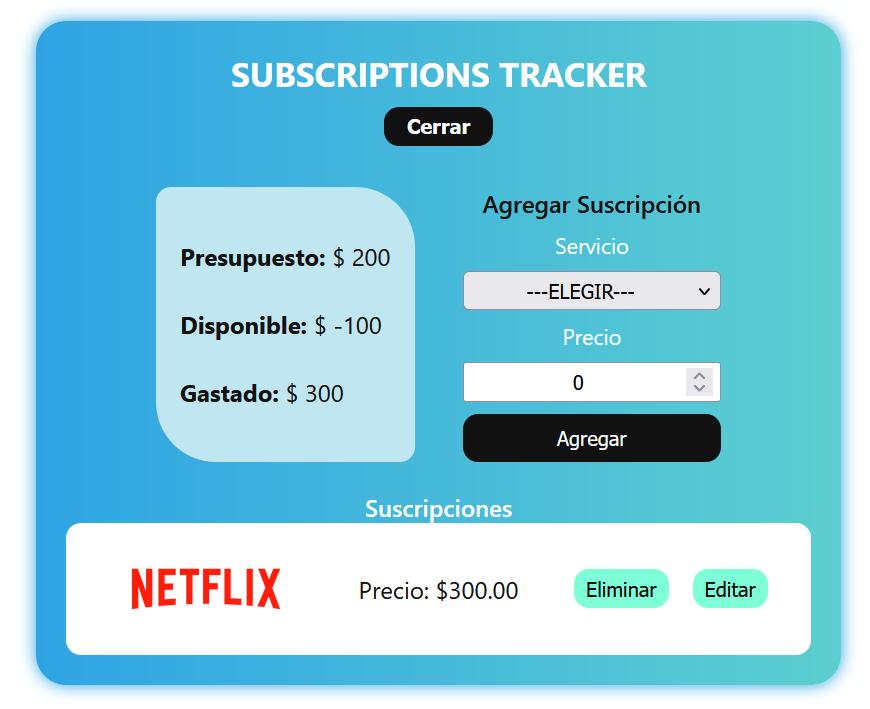 SUBSCRIPTIONS TRACKER
Cerrar
Presupuesto: $ 200
Disponible: $ -100
Gastado: $ 300
Agregar Suscripción
Servicio
---ELEGIR---
Precio
0
Agregar
Suscripciones
NETFLIX Precio: $300.00 Eliminar Editar